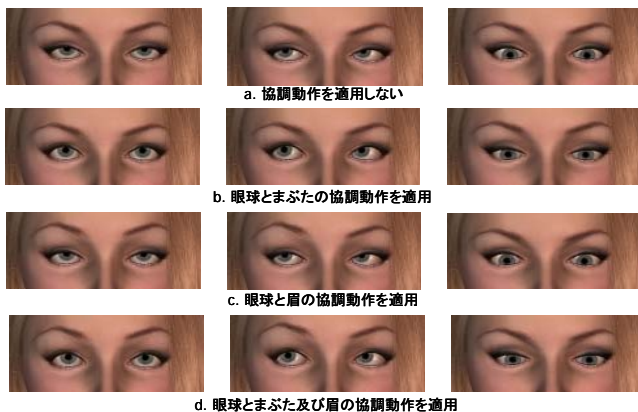 a. 協調動作を適用しない
b. 眼球とまぶたの協調動作を適用
c. 眼球と眉の協調動作を適用
d. 眼球とまぶた及び眉の協調動作を適用